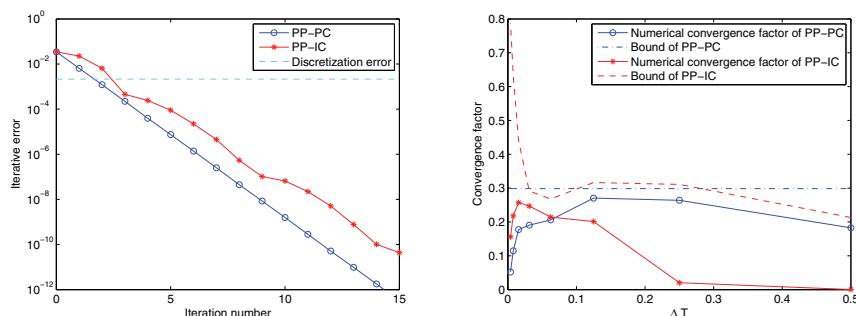 10^0
10^-2
10^-4
10^-6
10^-8
10^-10
10^-12
Iterative error
0
5
10
15
Iteration number
PP-PC
PP-IC
Discretization error
0.8
0.7
0.6
0.5
0.4
0.3
0.2
0.1
0
Convergence factor
0
0.1
0.2
0.3
0.4
0.5
Δ T
Numerical convergence factor of PP-PC
Bound of PP-PC
Numerical convergence factor of PP-IC
Bound of PP-IC